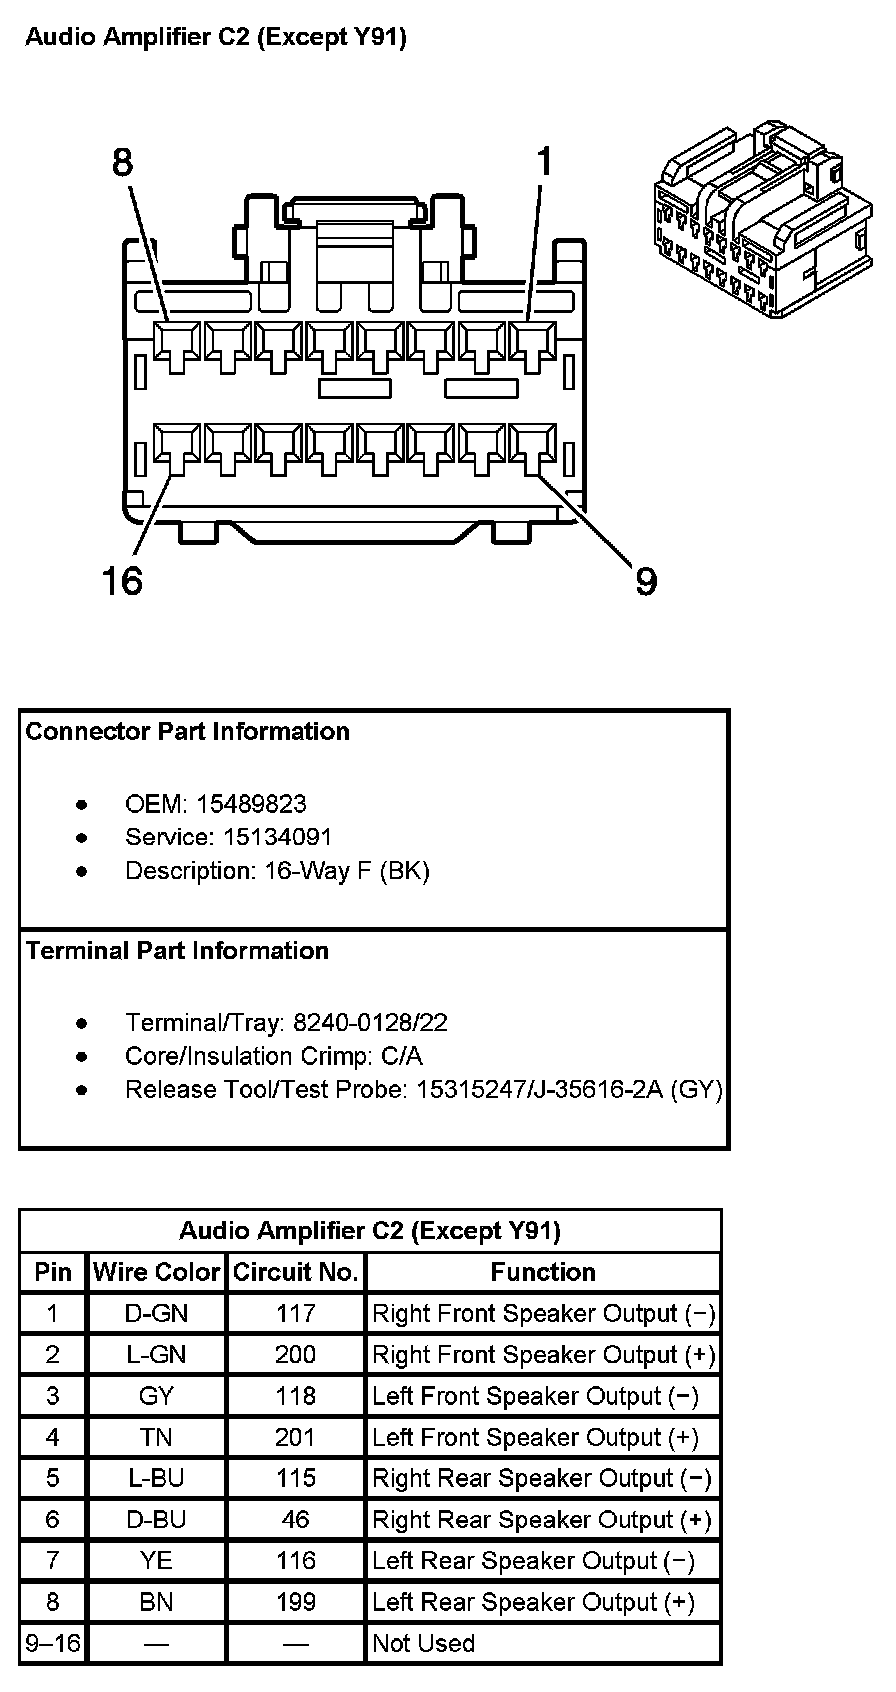 Audio Amplifier C2 (Except Y91)
8
1
16
9
Connector Part Information
● OEM: 15489823
● Service: 15134091
● Description: 16-Way F (BK)
Terminal Part Information
● Terminal/Tray: 8240-0128/22
● Core/Insulation Crimp: C/A
● Release Tool/Test Probe: 15315247/J-35616-2A (GY)
Audio Amplifier C2 (Except Y91)
Pin Wire Color Circuit No. Function
1 D-GN 117 Right Front Speaker Output (−)
2 L-GN 200 Right Front Speaker Output (+)
3 GY 118 Left Front Speaker Output (−)
4 TN 201 Left Front Speaker Output (+)
5 L-BU 115 Right Rear Speaker Output (−)
6 D-BU 46 Right Rear Speaker Output (+)
7 YE 116 Left Rear Speaker Output (−)
8 BN 199 Left Rear Speaker Output (+)
9–16 — — Not Used